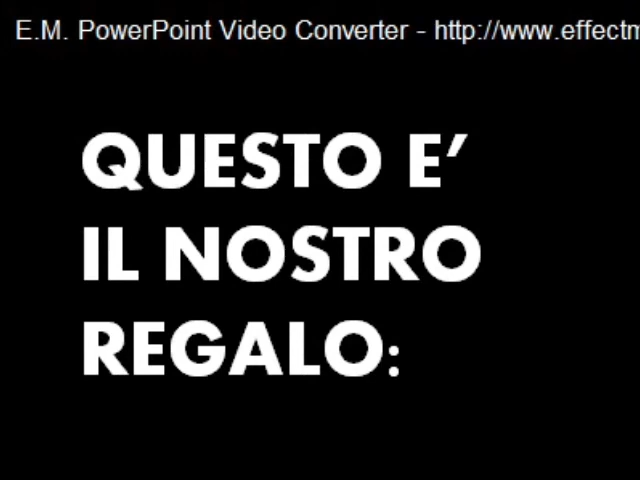 E.M. PowerPoint Video Converter - http://www.effectm
QUESTO E’
IL NOSTRO
REGALO: